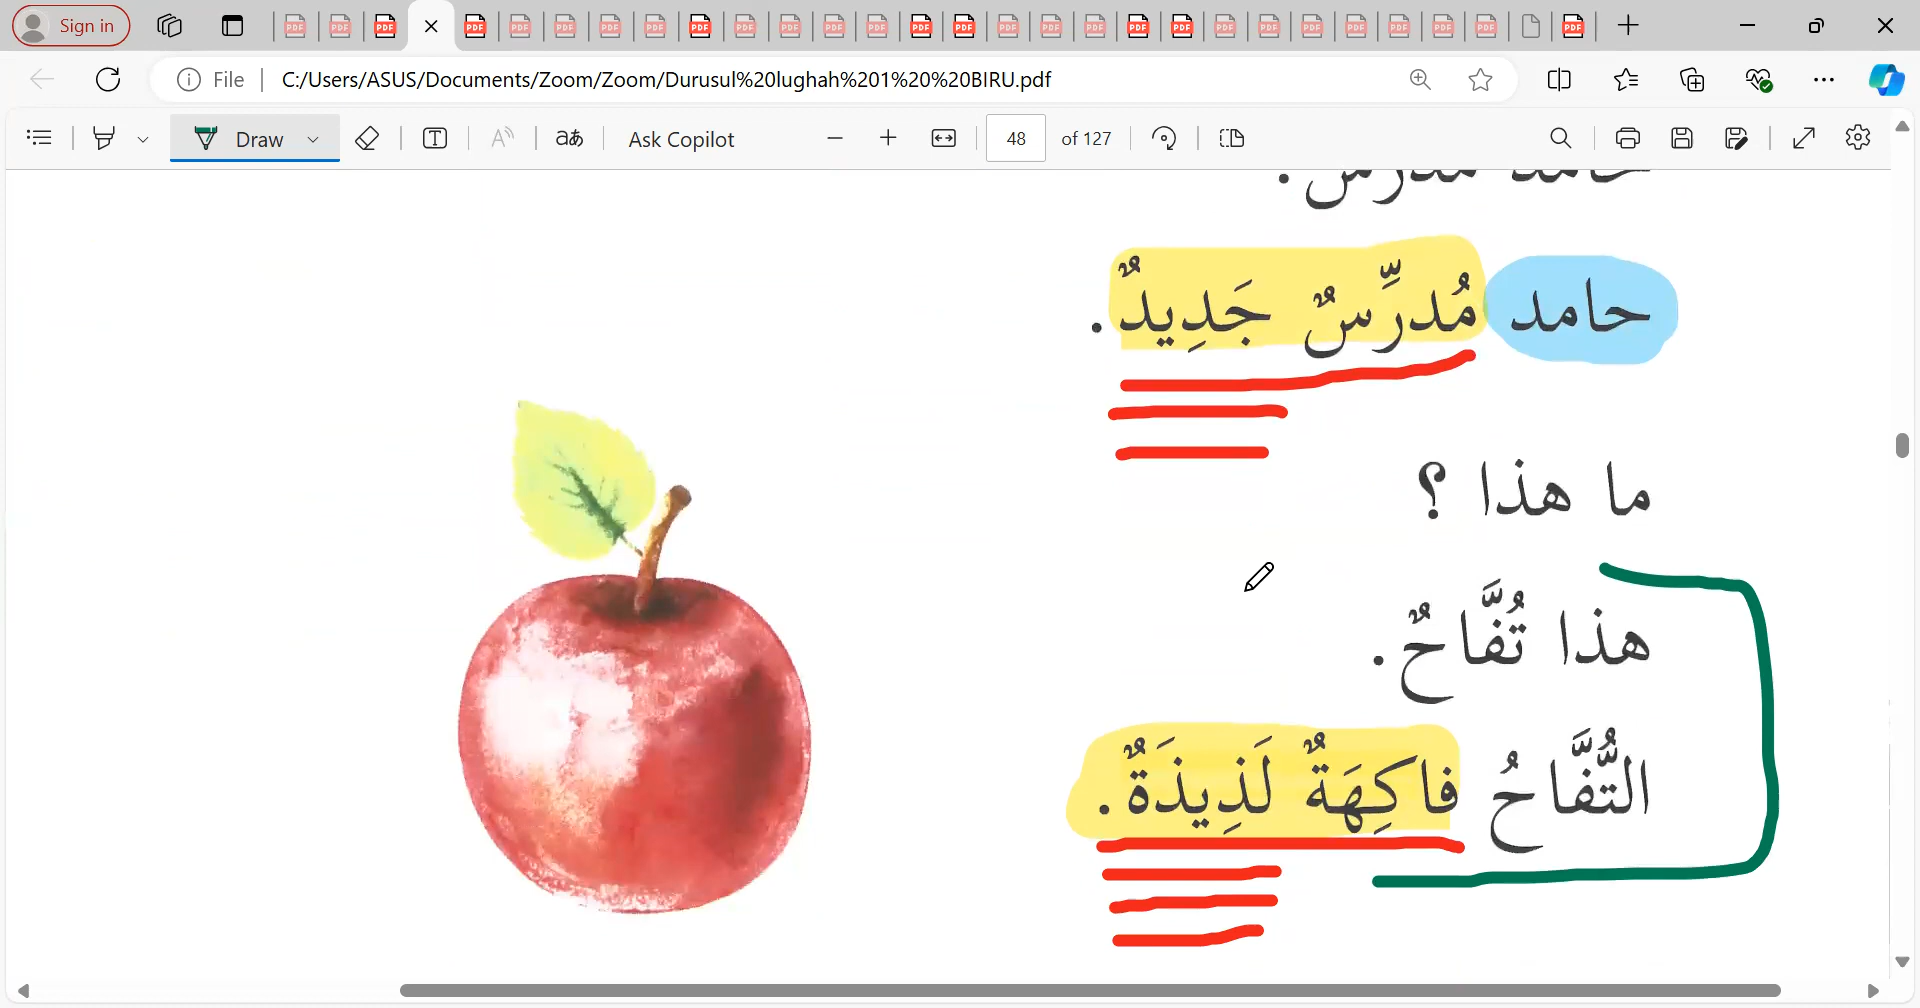 Sign in
File
C:/Users/ASUS/Documents/Zoom/Zoom/Durusul%20lughah%201%20%20BIRU.pdf
Draw
Ask Copilot
48 of 127
حامد مُدرِّسٌ جَدِيدٌ.
ما هذا ؟
هذا تُفَّاحٌ.
التُّفَّاحُ فاكِهَةٌ لَذِيذَةٌ.